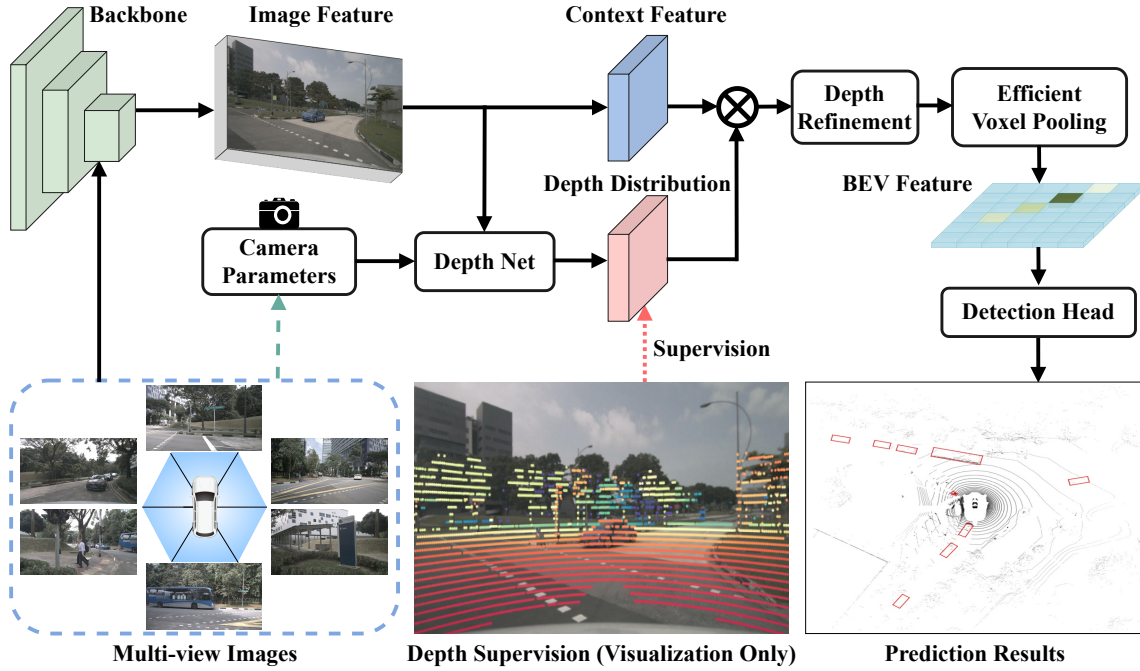 Backbone
Image Feature
Context Feature
Depth
Refinement
Efficient
Voxel Pooling
Depth Distribution
BEV Feature
Camera
Parameters
Depth Net
Detection Head
Supervision
Multi-view Images
Depth Supervision (Visualization Only)
Prediction Results